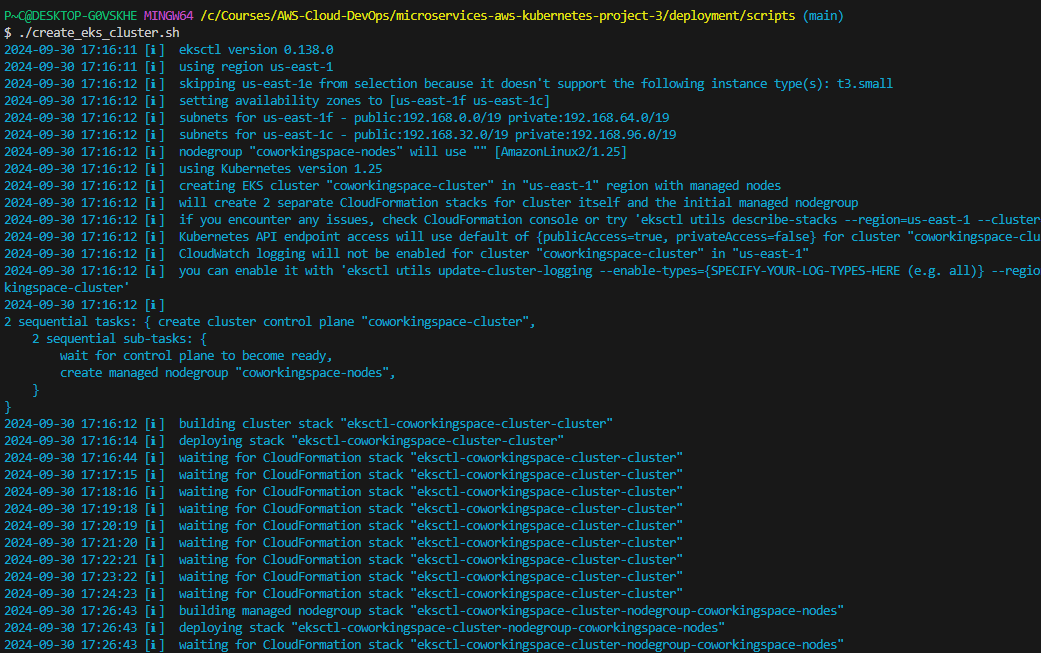 P~C@DESKTOP-G0VSKHE MINGW64 /c/Courses/AWS-Cloud-DevOps/microservices-aws-kubernetes-project-3/deployment/scripts (main)
$ ./create_eks_cluster.sh
2024-09-30 17:16:11 [ℹ]  eksctl version 0.138.0
2024-09-30 17:16:11 [ℹ]  using region us-east-1
2024-09-30 17:16:12 [ℹ]  skipping us-east-1e from selection because it doesn't support the following instance type(s): t3.small
2024-09-30 17:16:12 [ℹ]  setting availability zones to [us-east-1f us-east-1c]
2024-09-30 17:16:12 [ℹ]  subnets for us-east-1f - public:192.168.0.0/19 private:192.168.64.0/19
2024-09-30 17:16:12 [ℹ]  subnets for us-east-1c - public:192.168.32.0/19 private:192.168.96.0/19
2024-09-30 17:16:12 [ℹ]  nodegroup "coworkingspace-nodes" will use "" [AmazonLinux2/1.25]
2024-09-30 17:16:12 [ℹ]  using Kubernetes version 1.25
2024-09-30 17:16:12 [ℹ]  creating EKS cluster "coworkingspace-cluster" in "us-east-1" region with managed nodes
2024-09-30 17:16:12 [ℹ]  will create 2 separate CloudFormation stacks for cluster itself and the initial managed nodegroup
2024-09-30 17:16:12 [ℹ]  if you encounter any issues, check CloudFormation console or try 'eksctl utils describe-stacks --region=us-east-1 --cluster
2024-09-30 17:16:12 [ℹ]  Kubernetes API endpoint access will use default of {publicAccess=true, privateAccess=false} for cluster "coworkingspace-clu
2024-09-30 17:16:12 [ℹ]  CloudWatch logging will not be enabled for cluster "coworkingspace-cluster" in "us-east-1"
2024-09-30 17:16:12 [ℹ]  you can enable it with 'eksctl utils update-cluster-logging --enable-types={SPECIFY-YOUR-LOG-TYPES-HERE (e.g. all)} --regio
kingspace-cluster'
2024-09-30 17:16:12 [ℹ]
2 sequential tasks: { create cluster control plane "coworkingspace-cluster",
    2 sequential sub-tasks: {
        wait for control plane to become ready,
        create managed nodegroup "coworkingspace-nodes",
    }
}
2024-09-30 17:16:12 [ℹ]  building cluster stack "eksctl-coworkingspace-cluster-cluster"
2024-09-30 17:16:14 [ℹ]  deploying stack "eksctl-coworkingspace-cluster-cluster"
2024-09-30 17:16:44 [ℹ]  waiting for CloudFormation stack "eksctl-coworkingspace-cluster-cluster"
2024-09-30 17:17:15 [ℹ]  waiting for CloudFormation stack "eksctl-coworkingspace-cluster-cluster"
2024-09-30 17:18:16 [ℹ]  waiting for CloudFormation stack "eksctl-coworkingspace-cluster-cluster"
2024-09-30 17:19:18 [ℹ]  waiting for CloudFormation stack "eksctl-coworkingspace-cluster-cluster"
2024-09-30 17:20:19 [ℹ]  waiting for CloudFormation stack "eksctl-coworkingspace-cluster-cluster"
2024-09-30 17:21:20 [ℹ]  waiting for CloudFormation stack "eksctl-coworkingspace-cluster-cluster"
2024-09-30 17:22:21 [ℹ]  waiting for CloudFormation stack "eksctl-coworkingspace-cluster-cluster"
2024-09-30 17:23:22 [ℹ]  waiting for CloudFormation stack "eksctl-coworkingspace-cluster-cluster"
2024-09-30 17:24:23 [ℹ]  waiting for CloudFormation stack "eksctl-coworkingspace-cluster-cluster"
2024-09-30 17:26:43 [ℹ]  building managed nodegroup stack "eksctl-coworkingspace-cluster-nodegroup-coworkingspace-nodes"
2024-09-30 17:26:43 [ℹ]  deploying stack "eksctl-coworkingspace-cluster-nodegroup-coworkingspace-nodes"
2024-09-30 17:26:43 [ℹ]  waiting for CloudFormation stack "eksctl-coworkingspace-cluster-nodegroup-coworkingspace-nodes"